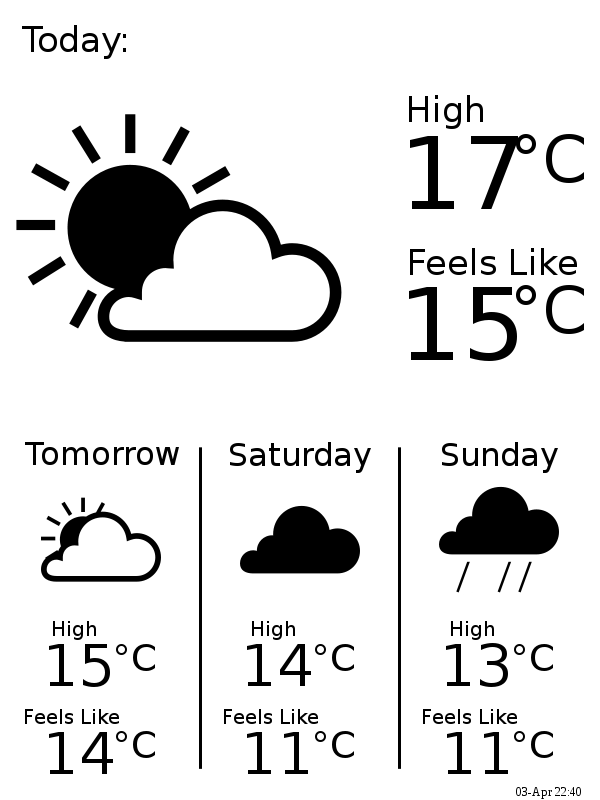 Today:
High
17°C
Feels Like
15°C
Tomorrow
Saturday
Sunday
High
15°C
Feels Like
14°C
High
14°C
Feels Like
11°C
High
13°C
Feels Like
11°C
03-Apr 22:40